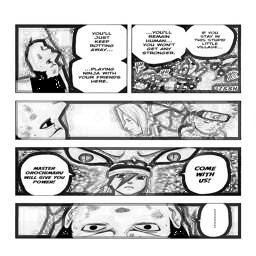 IF YOU
STAY IN
THIS STUPID
LITTLE
VILLAGE...
...YOU'LL
REMAIN
HUMAN...
YOU WON'T
GET ANY
STRONGER.
YOU'LL
JUST KEEP
ROTTING
AWAY...
...PLAYING
NINJA WITH
YOUR FRIENDS
HERE.
COME
WITH
US!
MASTER
OROCHIMARU
WILL GIVE YOU
POWER!